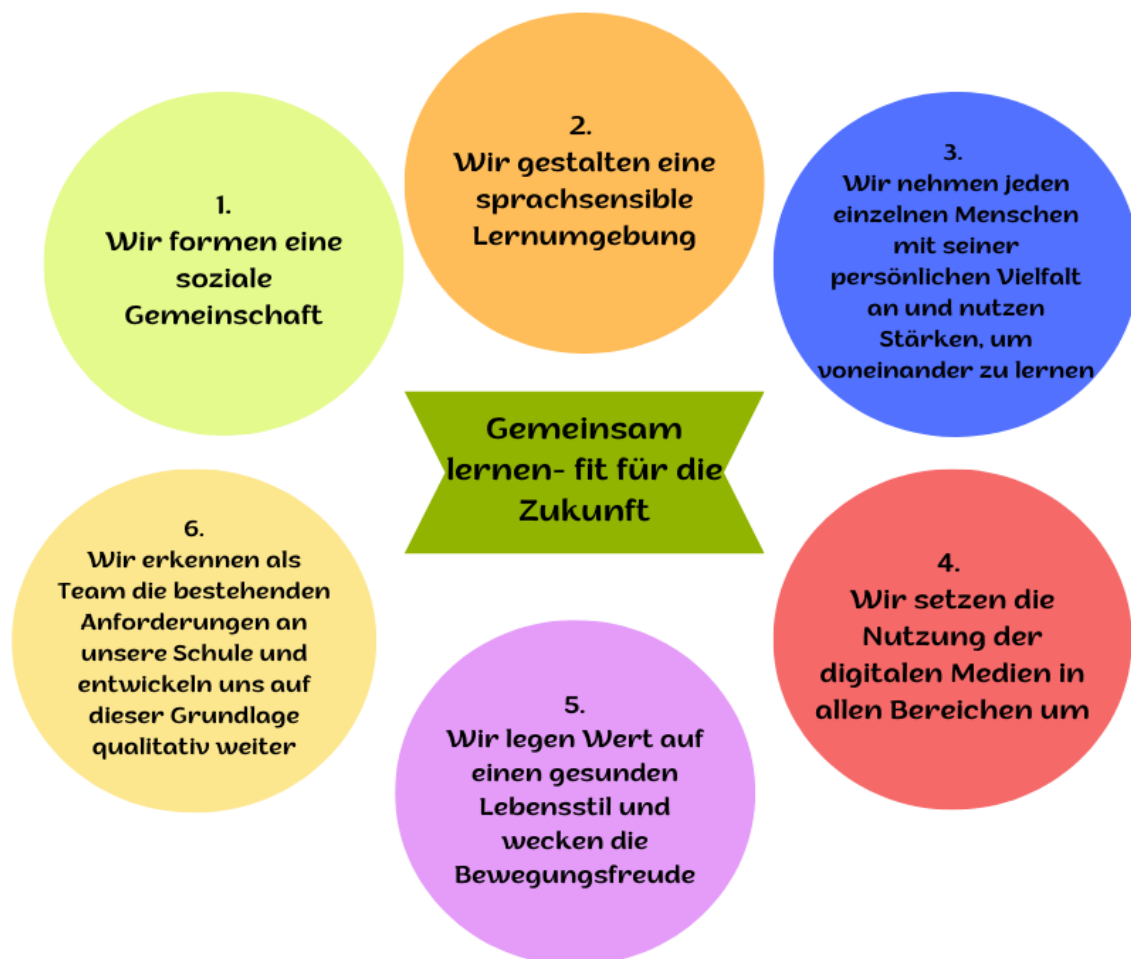 1.
Wir formen eine
soziale
Gemeinschaft
2.
Wir gestalten eine
sprachsensible
Lernumgebung
3.
Wir nehmen jeden
einzelnen Menschen
mit seiner
persönlichen Vielfalt
an und nutzen
Stärken, um
voneinander zu lernen
Gemeinsam
lernen- fit für die
Zukunft
4.
Wir setzen die
Nutzung der
digitalen Medien in
allen Bereichen um
5.
Wir legen Wert auf
einen gesunden
Lebensstil und
wecken die
Bewegungsfreude
6.
Wir erkennen als
Team die bestehenden
Anforderungen an
unsere Schule und
entwickeln uns auf
dieser Grundlage
qualitativ weiter